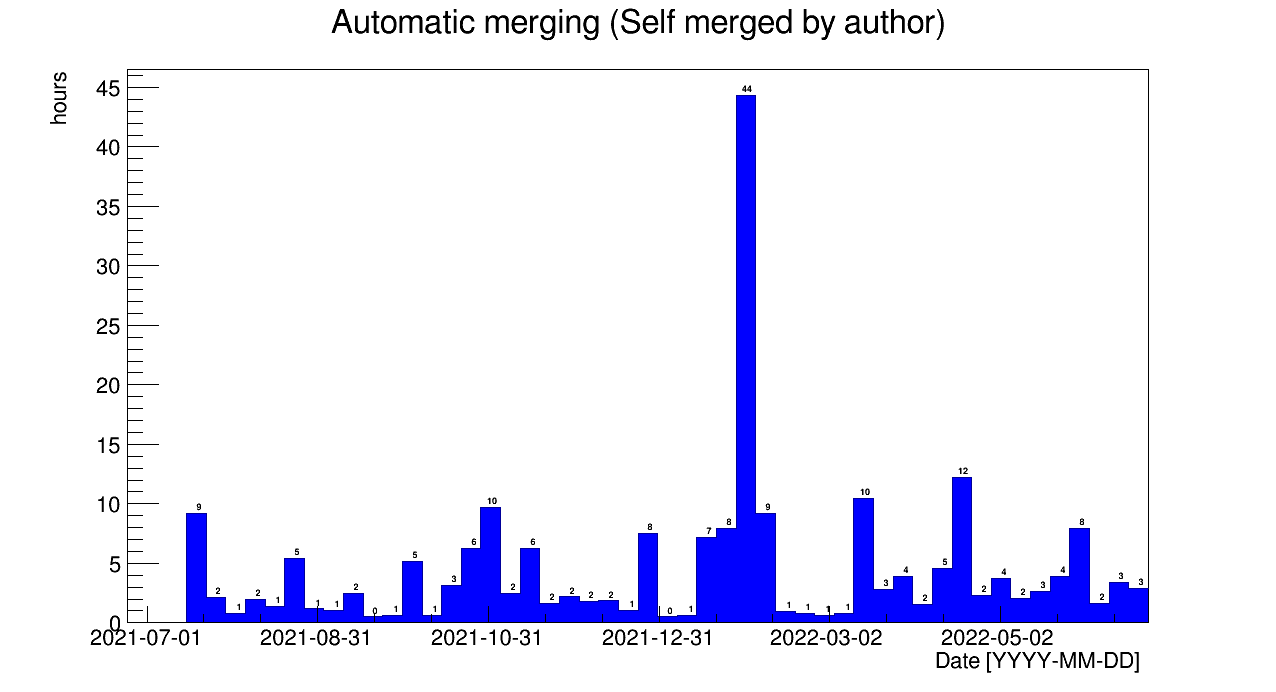 Automatic merging (Self merged by author)
hours
45
40
35
30
25
20
15
10
5
0
9 2 1 2 1 5 1 1 2 0 1 5 1 3 6 10 2 6 2 2 2 2 1 8 0 1 7 8 44 9 1 1 1 1 10 3 4 2 5 12 2 4 2 3 4 8 2 3 3
2021-07-01 2021-08-31 2021-10-31 2021-12-31 2022-03-02 2022-05-02
Date [YYYY-MM-DD]